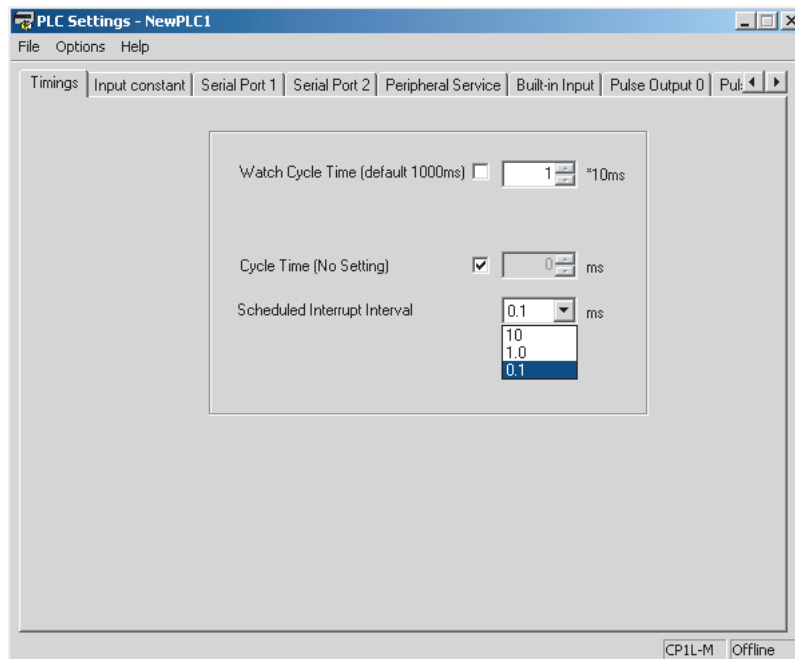 PLC Settings - NewPLC1
File Options Help
Timings Input constant Serial Port 1 Serial Port 2 Peripheral Service Built-in Input Pulse Output 0
Watch Cycle Time (default 1000ms) 1 *10ms
Cycle Time (No Setting) 0 ms
Scheduled Interrupt Interval 0.1 ms
10
1.0
0.1
CP1L-M Offline